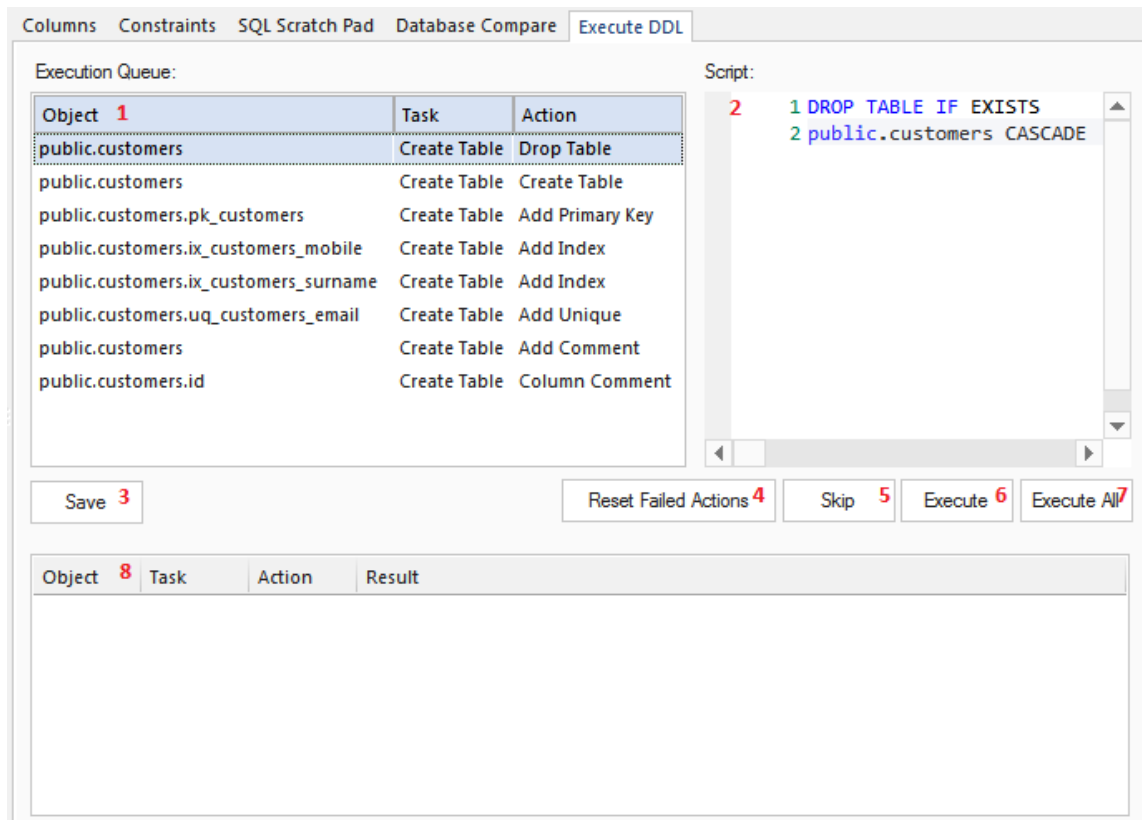 Columns Constraints SQL Scratch Pad Database Compare Execute DDL
Execution Queue:
Object 1 Task Action
public.customers Create Table Drop Table
public.customers Create Table Create Table
public.customers.pk_customers Create Table Add Primary Key
public.customers.ix_customers_mobile Create Table Add Index
public.customers.ix_customers_surname Create Table Add Index
public.customers.uq_customers_email Create Table Add Unique
public.customers Create Table Add Comment
public.customers.id Create Table Column Comment
Script:
2 1 DROP TABLE IF EXISTS
2 public.customers CASCADE
Save 3 Reset Failed Actions 4 Skip 5 Execute 6 Execute All 7
Object 8 Task Action Result